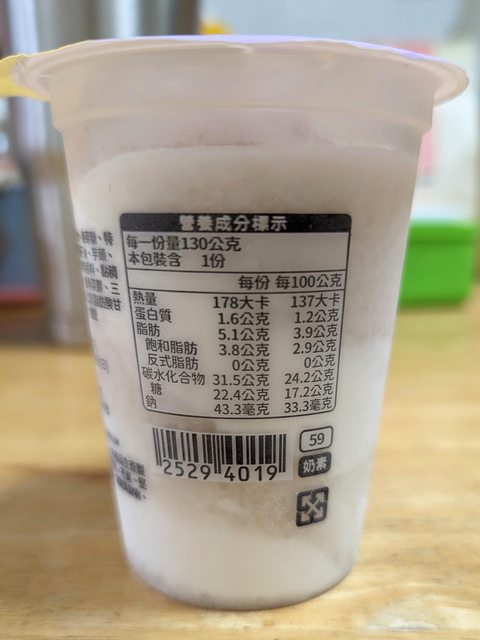 營養成分標示
每一份量130公克
本包裝含 1份
每份 每100公克
熱量 178大卡 137大卡
蛋白質 1.6公克 1.2公克
脂肪 5.1公克 3.9公克
飽和脂肪 3.8公克 2.9公克
反式脂肪 0公克 0公克
碳水化合物 31.5公克 24.2公克
糖 22.4公克 17.2公克
鈉 43.3毫克 33.3毫克
2529 4019
59
奶素